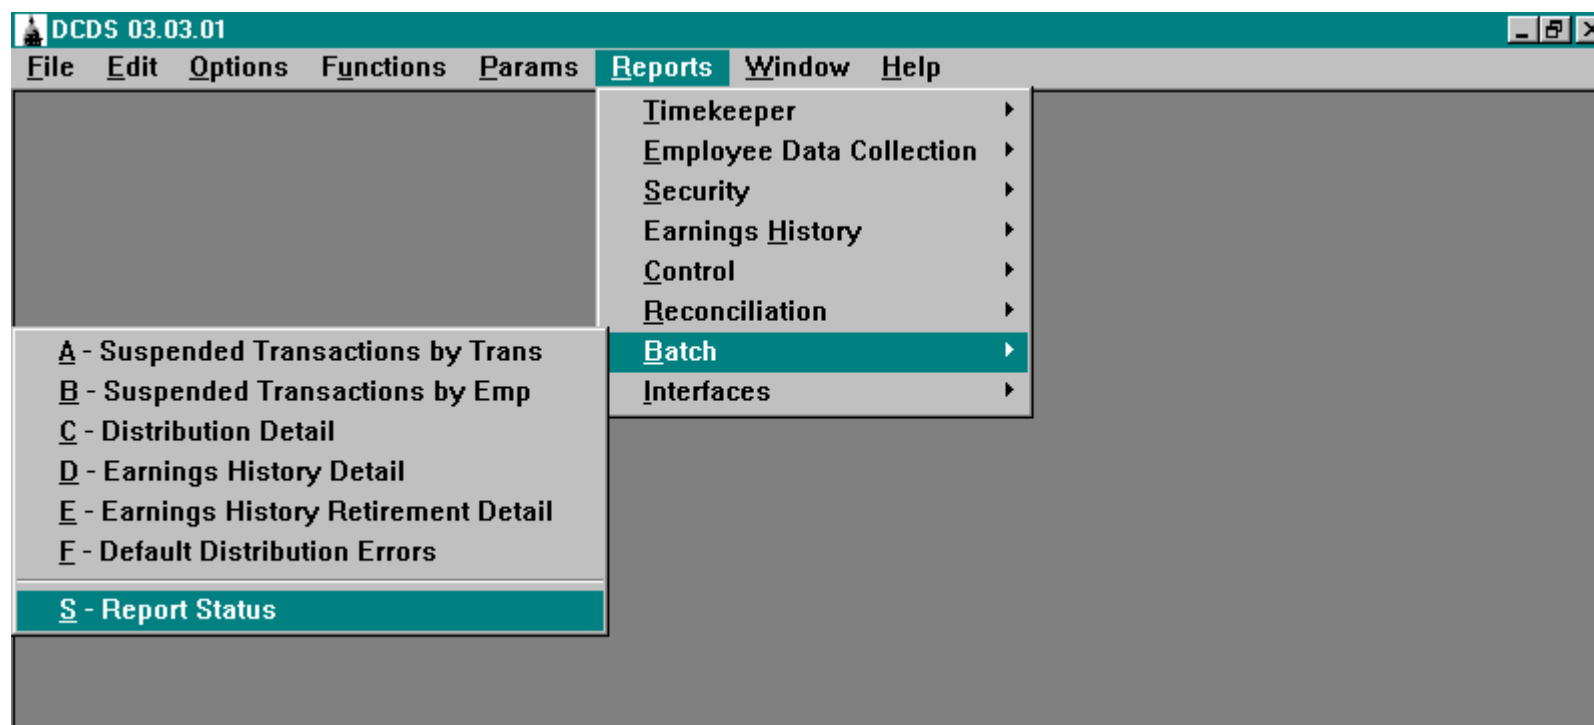 DCDS 03.03.01
File Edit Options Functions Params Reports Window Help
Timekeeper
Employee Data Collection
Security
Earnings History
Control
Reconciliation
Batch
Interfaces
A - Suspended Transactions by Trans
B - Suspended Transactions by Emp
C - Distribution Detail
D - Earnings History Detail
E - Earnings History Retirement Detail
F - Default Distribution Errors
S - Report Status